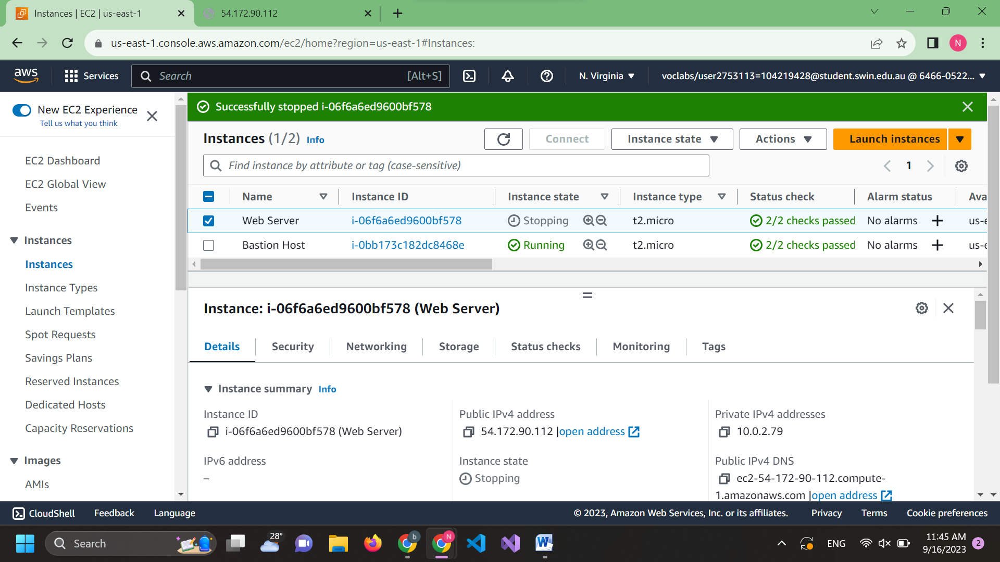 Instances | EC2 | us-east-1
54.172.90.112
us-east-1.console.aws.amazon.com/ec2/home?region=us-east-1#Instances:
N
aws
Services
Search
[Alt+S]
N. Virginia
voclabs/user2753113=104219428@student.swin.edu.au @ 6466-0522...
New EC2 Experience
Tell us what you think
EC2 Dashboard
EC2 Global View
Events
Instances
Instances
Instance Types
Launch Templates
Spot Requests
Savings Plans
Reserved Instances
Dedicated Hosts
Capacity Reservations
Images
AMIs
Successfully stopped i-06f6a6ed9600bf578
Instances (1/2) Info
Connect
Instance state
Actions
Launch instances
Find instance by attribute or tag (case-sensitive)
1
Name Instance ID Instance state Instance type Status check Alarm status Ava
Web Server i-06f6a6ed9600bf578 Stopping t2.micro 2/2 checks passed No alarms us-e
Bastion Host i-0bb173c182dc8468e Running t2.micro 2/2 checks passed No alarms us-e
Instance: i-06f6a6ed9600bf578 (Web Server)
Details Security Networking Storage Status checks Monitoring Tags
Instance summary Info
Instance ID
i-06f6a6ed9600bf578 (Web Server)
Public IPv4 address
54.172.90.112 |open address
Private IPv4 addresses
10.0.2.79
IPv6 address
–
Instance state
Stopping
Public IPv4 DNS
ec2-54-172-90-112.compute-
1.amazonaws.com |open address
CloudShell Feedback Language
© 2023, Amazon Web Services, Inc. or its affiliates. Privacy Terms Cookie preferences
Search
28°
b
N
W
ENG
11:45 AM
9/16/2023
2